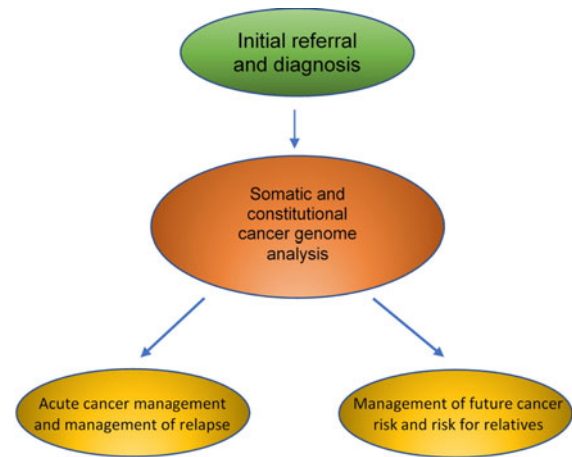 Initial referral
and diagnosis
Somatic and
constitutional
cancer genome
analysis
Acute cancer management
and management of relapse
Management of future cancer
risk and risk for relatives